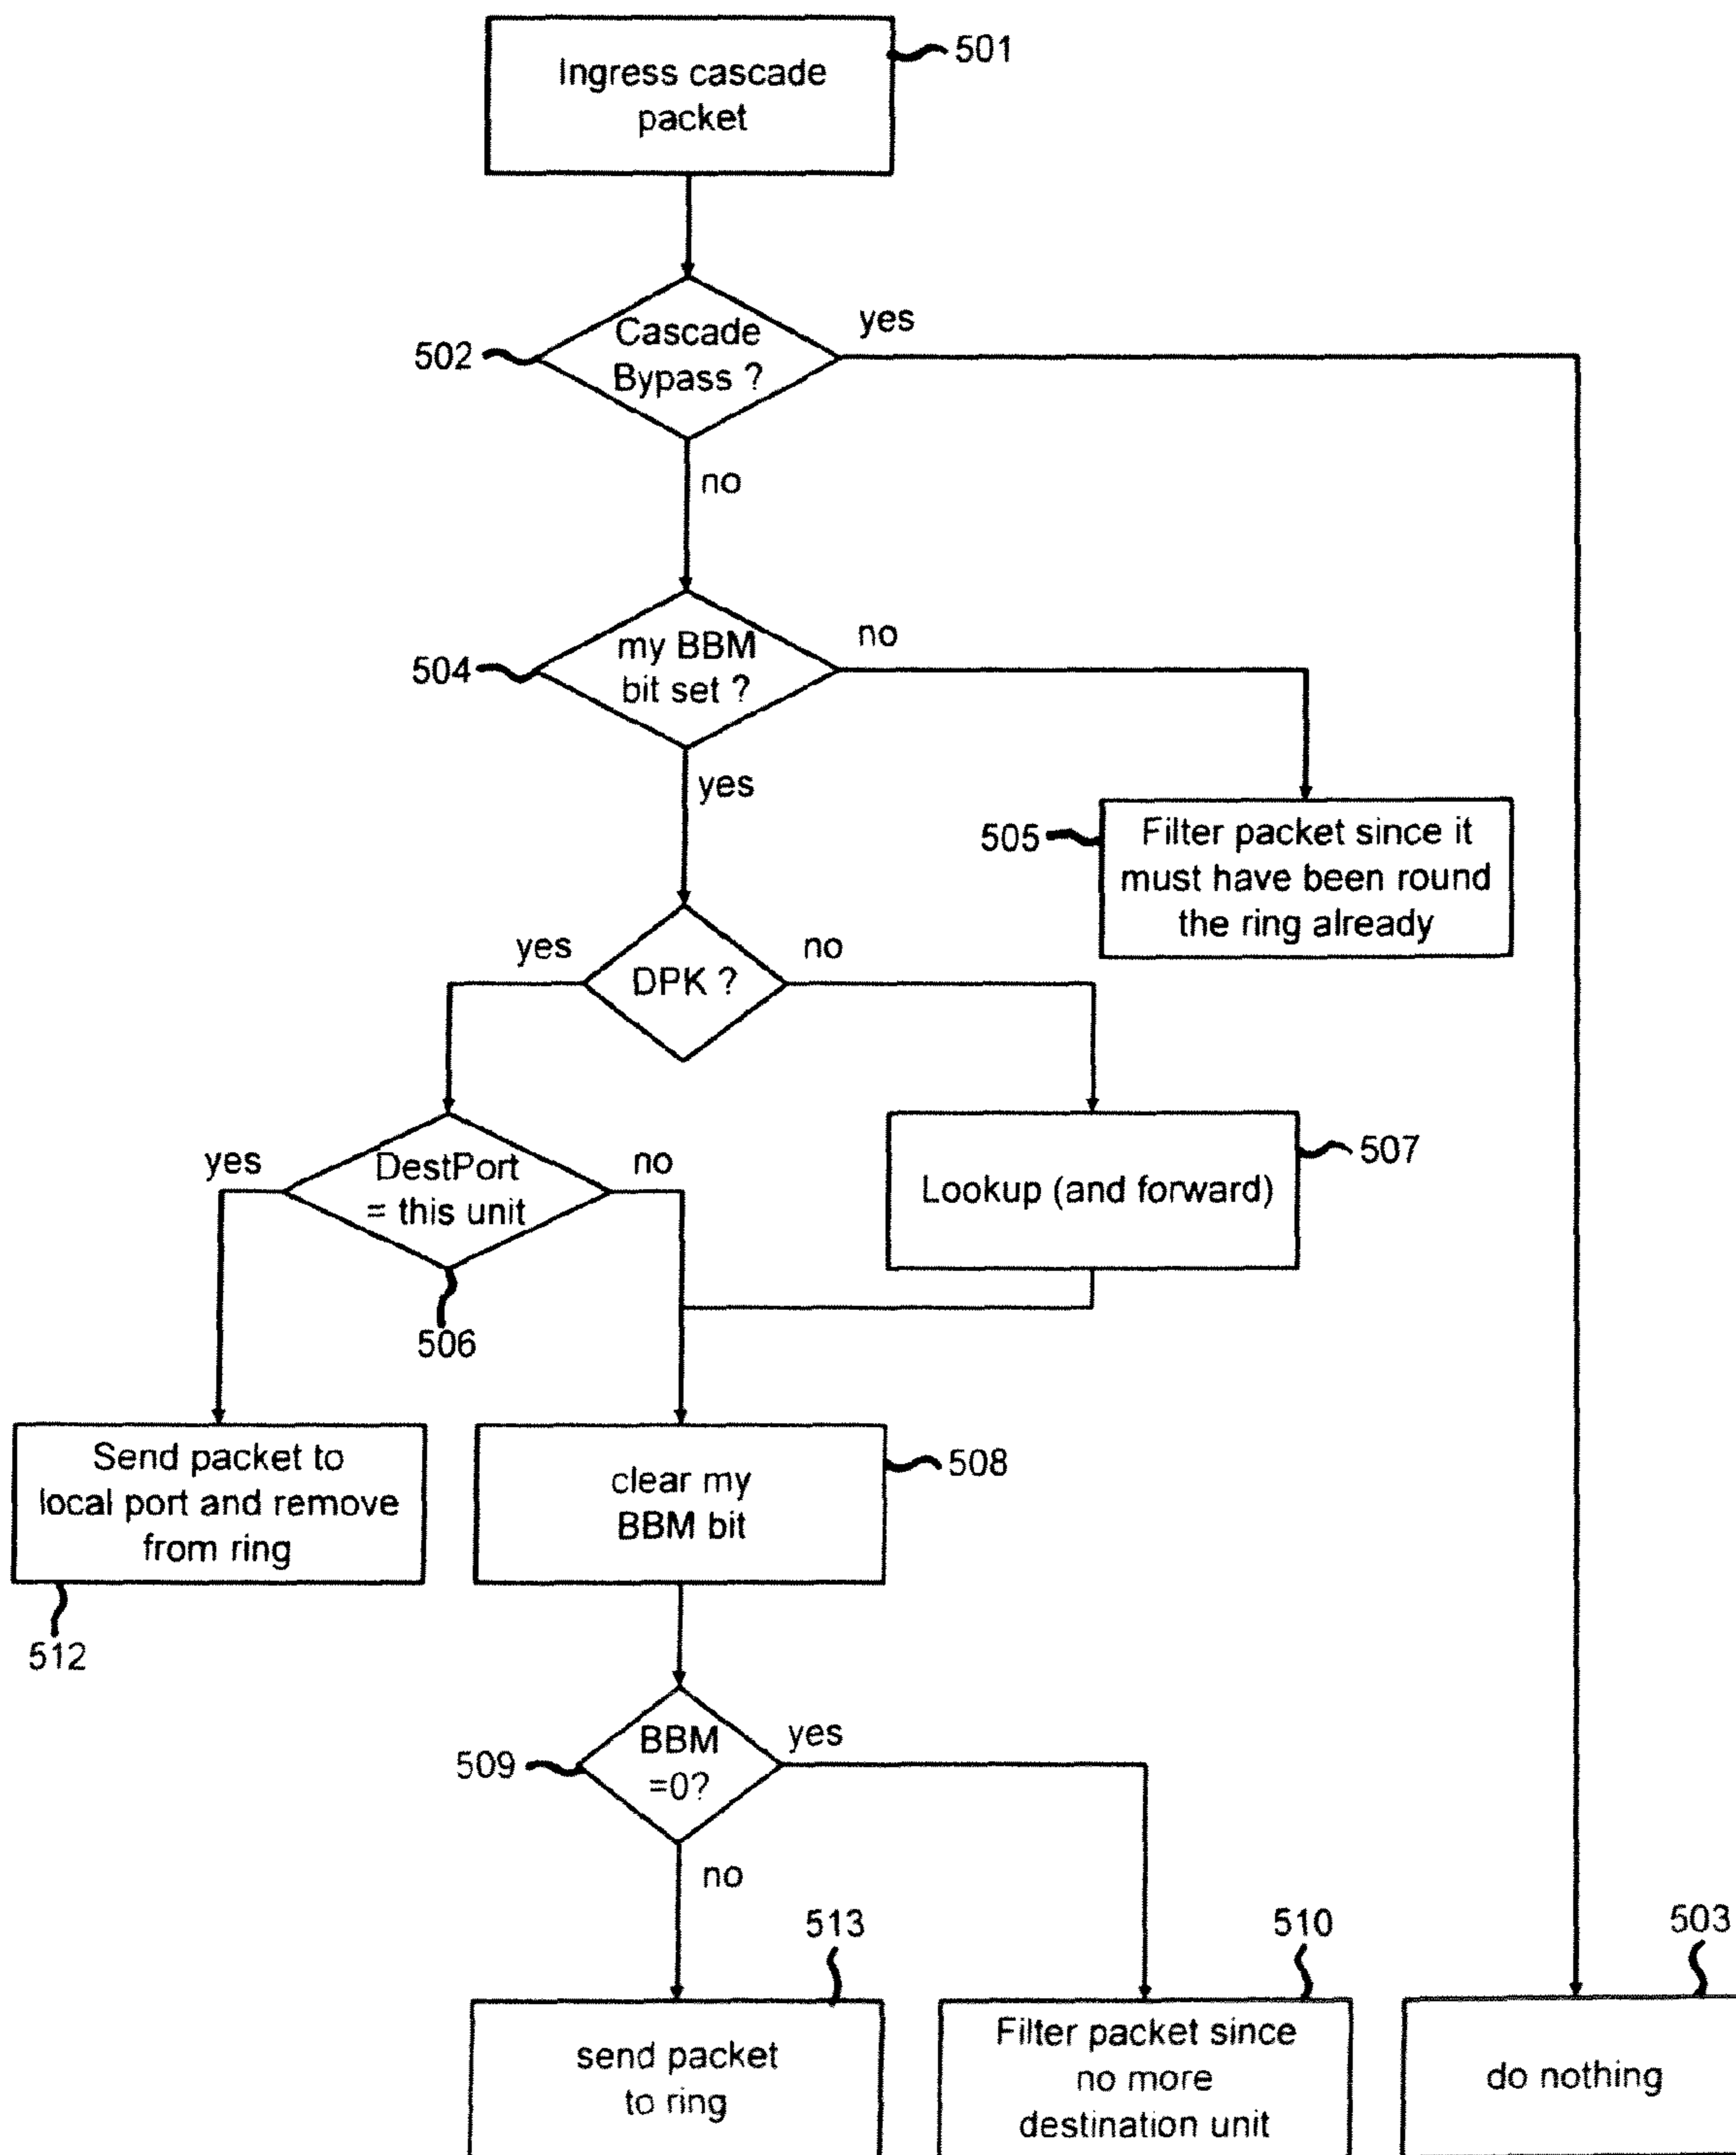 Ingress cascade
packet
501
Cascade
Bypass ?
502
yes
no
my BBM
bit set ?
504
no
yes
505
Filter packet since it
must have been round
the ring already
DPK ?
yes
no
DestPort
= this unit
yes
no
506
Lookup (and forward)
507
Send packet to
local port and remove
from ring
512
clear my
BBM bit
508
BBM
=0?
509
yes
no
513
send packet
to ring
510
Filter packet since
no more
destination unit
503
do nothing